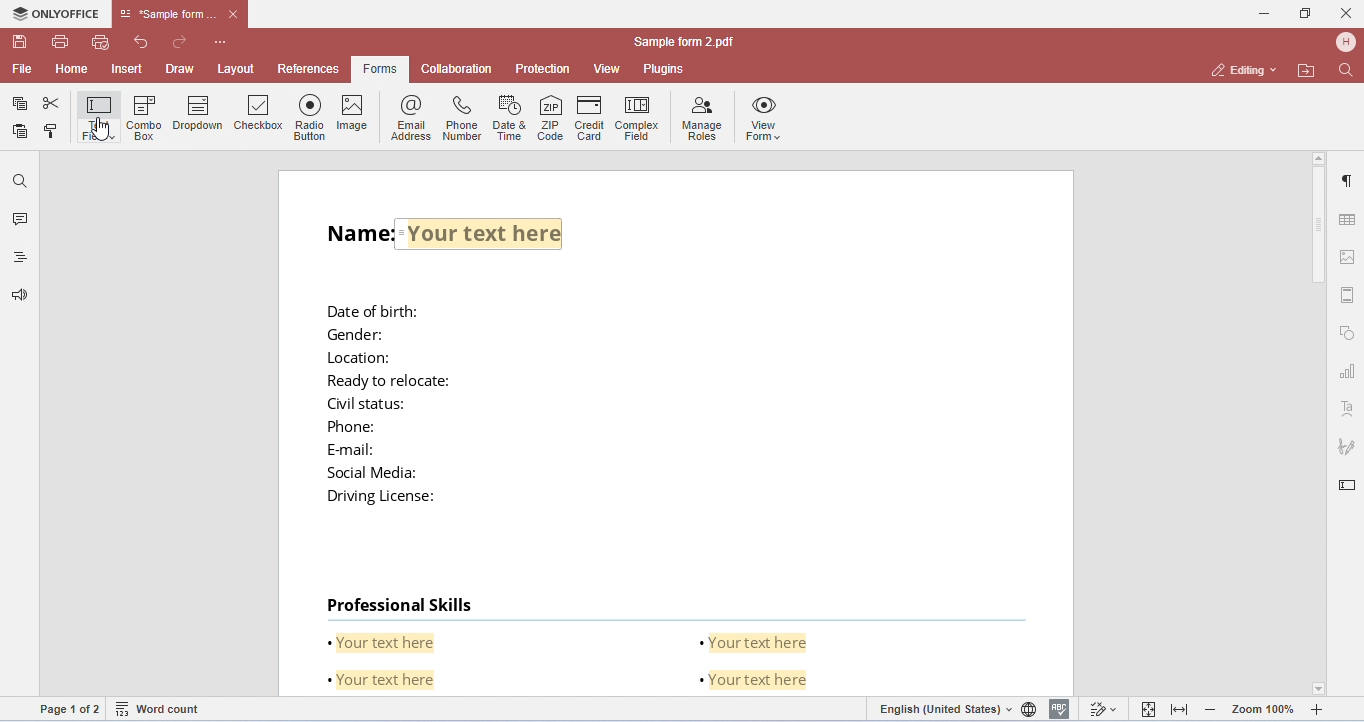 ONLYOFFICE
*Sample form ...
Sample form 2.pdf
H
File Home Insert Draw Layout References Forms Collaboration Protection View Plugins
Editing
Combo Box
Dropdown
Checkbox
Radio Button
Image
Email Address
Phone Number
Date & Time
ZIP
ZIP Code
Credit Card
Complex Field
Manage Roles
View Form
Name: Your text here
Date of birth:
Gender:
Location:
Ready to relocate:
Civil status:
Phone:
E-mail:
Social Media:
Driving License:
Professional Skills
• Your text here • Your text here
• Your text here • Your text here
Page 1 of 2 Word count English (United States) ABC Zoom 100%